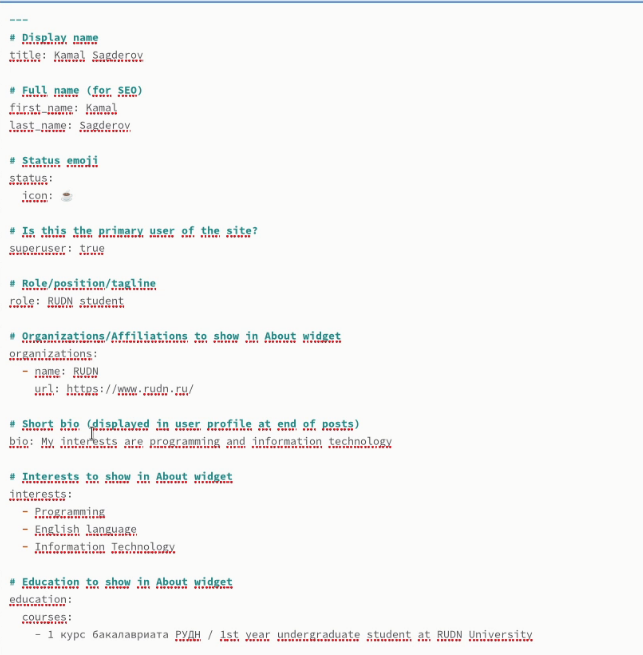 ---
# Display name
title: Kamal Sagderov
# Full name (for SEO)
first_name: Kamal
last_name: Sagderov
# Status emoji
status:
icon: ☕
# Is this the primary user of the site?
superuser: true
# Role/position/tagline
role: RUDN student
# Organizations/Affiliations to show in About widget
organizations:
- name: RUDN
url: https://www.rudn.ru/
# Short bio (displayed in user profile at end of posts)
bio: My interests are programming and information technology
# Interests to show in About widget
interests:
- Programming
- English language
- Information Technology
# Education to show in About widget
education:
courses:
- 1 курс бакалавриата РУДН / 1st year undergraduate student at RUDN University